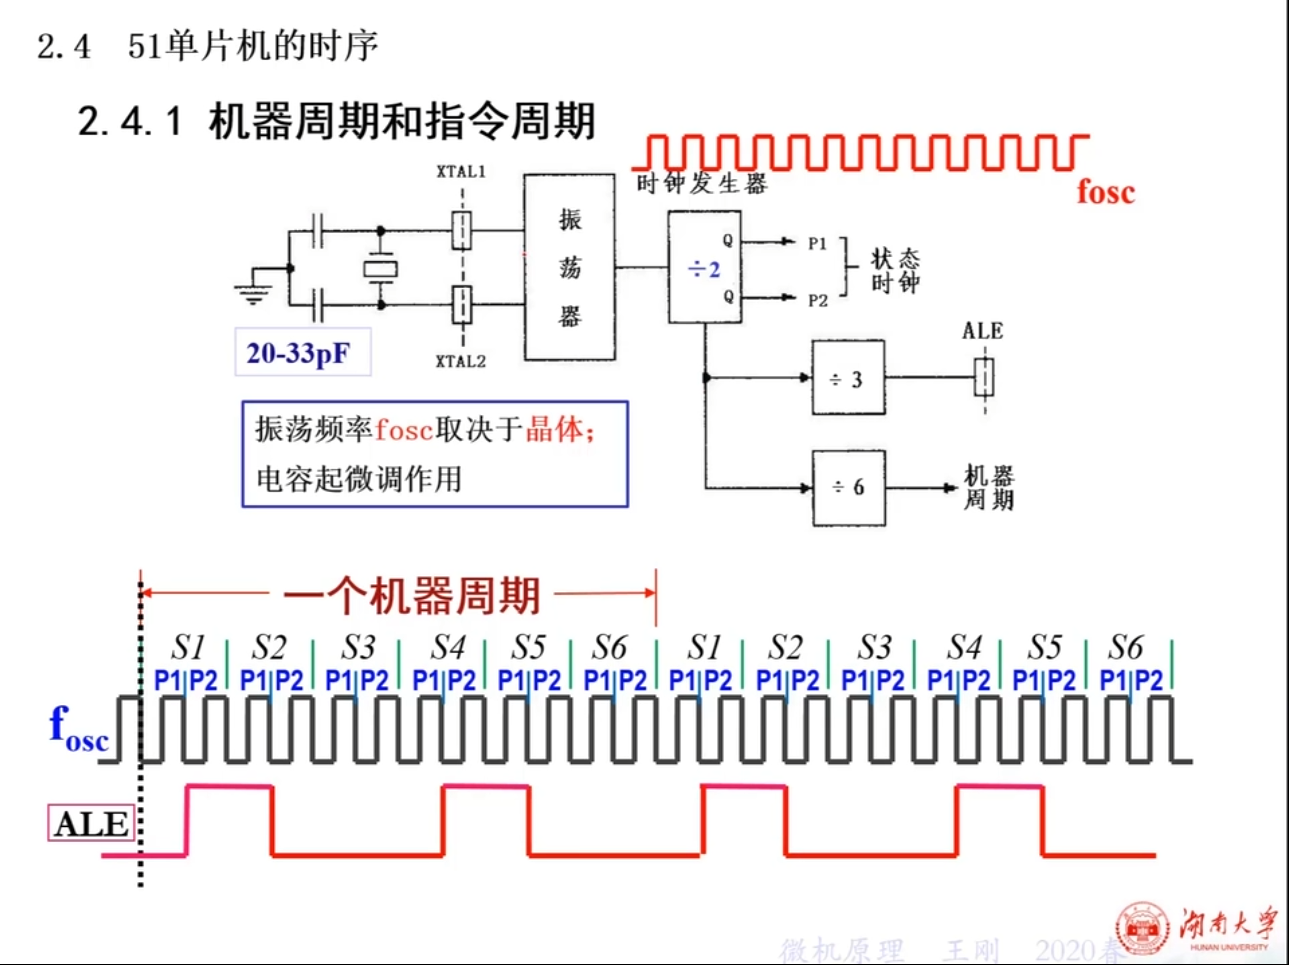 2.4 51单片机的时序
2.4.1 机器周期和指令周期
XTAL1
时钟发生器
fosc
振荡器
÷2
Q
P1
Q
P2
状态时钟
20-33pF
XTAL2
ALE
÷ 3
振荡频率fosc取决于晶体；
电容起微调作用
÷ 6
机器周期
一个机器周期
S1 S2 S3 S4 S5 S6 S1 S2 S3 S4 S5 S6
P1 P2 P1 P2 P1 P2 P1 P2 P1 P2 P1 P2 P1 P2 P1 P2 P1 P2 P1 P2 P1 P2 P1 P2
fosc
ALE
湖南大学
HUNAN UNIVERSITY
微机原理 王刚 2020春